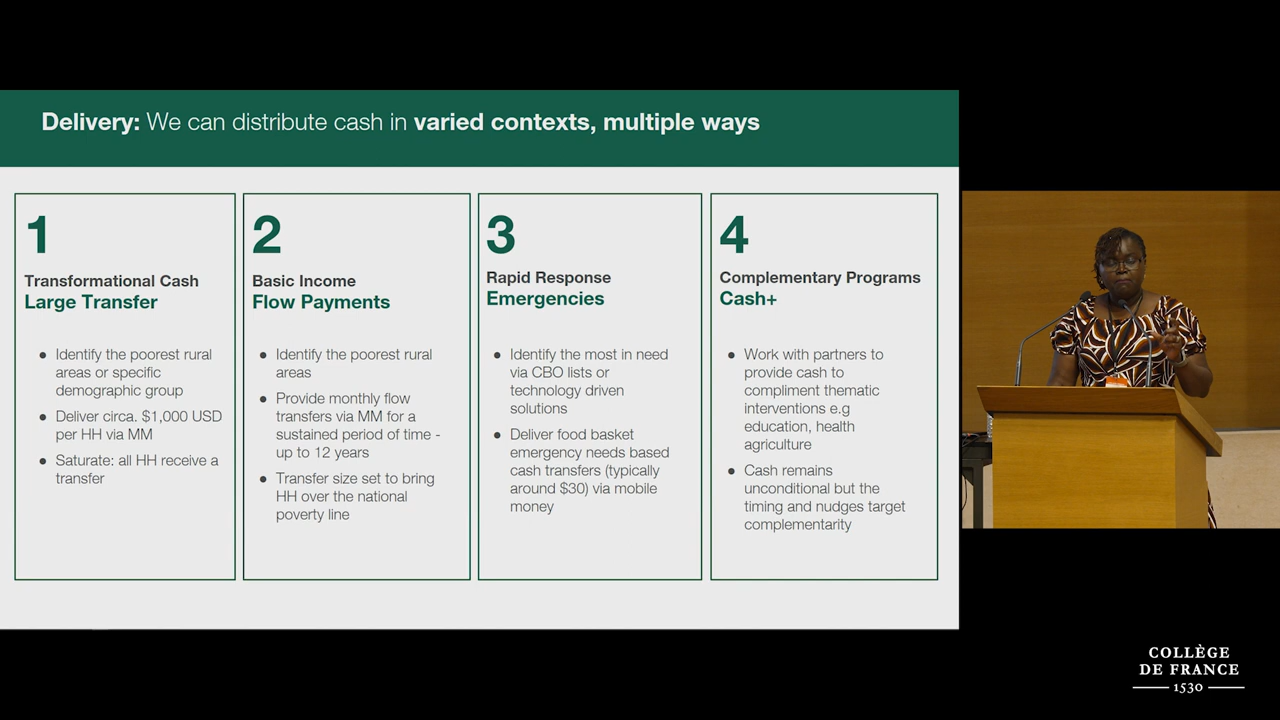 Delivery: We can distribute cash in varied contexts, multiple ways
1
Transformational Cash
Large Transfer
● Identify the poorest rural
areas or specific
demographic group
● Deliver circa. $1,000 USD
per HH via MM
● Saturate: all HH receive a
transfer
2
Basic Income
Flow Payments
● Identify the poorest rural
areas
● Provide monthly flow
transfers via MM for a
sustained period of time -
up to 12 years
● Transfer size set to bring
HH over the national
poverty line
3
Rapid Response
Emergencies
● Identify the most in need
via CBO lists or
technology driven
solutions
● Deliver food basket
emergency needs based
cash transfers (typically
around $30) via mobile
money
4
Complementary Programs
Cash+
● Work with partners to
provide cash to
compliment thematic
interventions e.g
education, health
agriculture
● Cash remains
unconditional but the
timing and nudges target
complementarity
COLLÈGE
DE FRANCE
1530